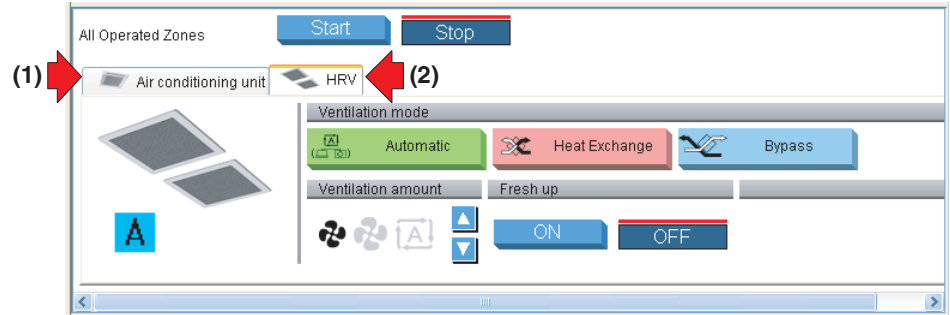 All Operated Zones Start Stop
(1) Air conditioning unit HRV (2)
Ventilation mode
Automatic Heat Exchange Bypass
Ventilation amount Fresh up
A A ON OFF